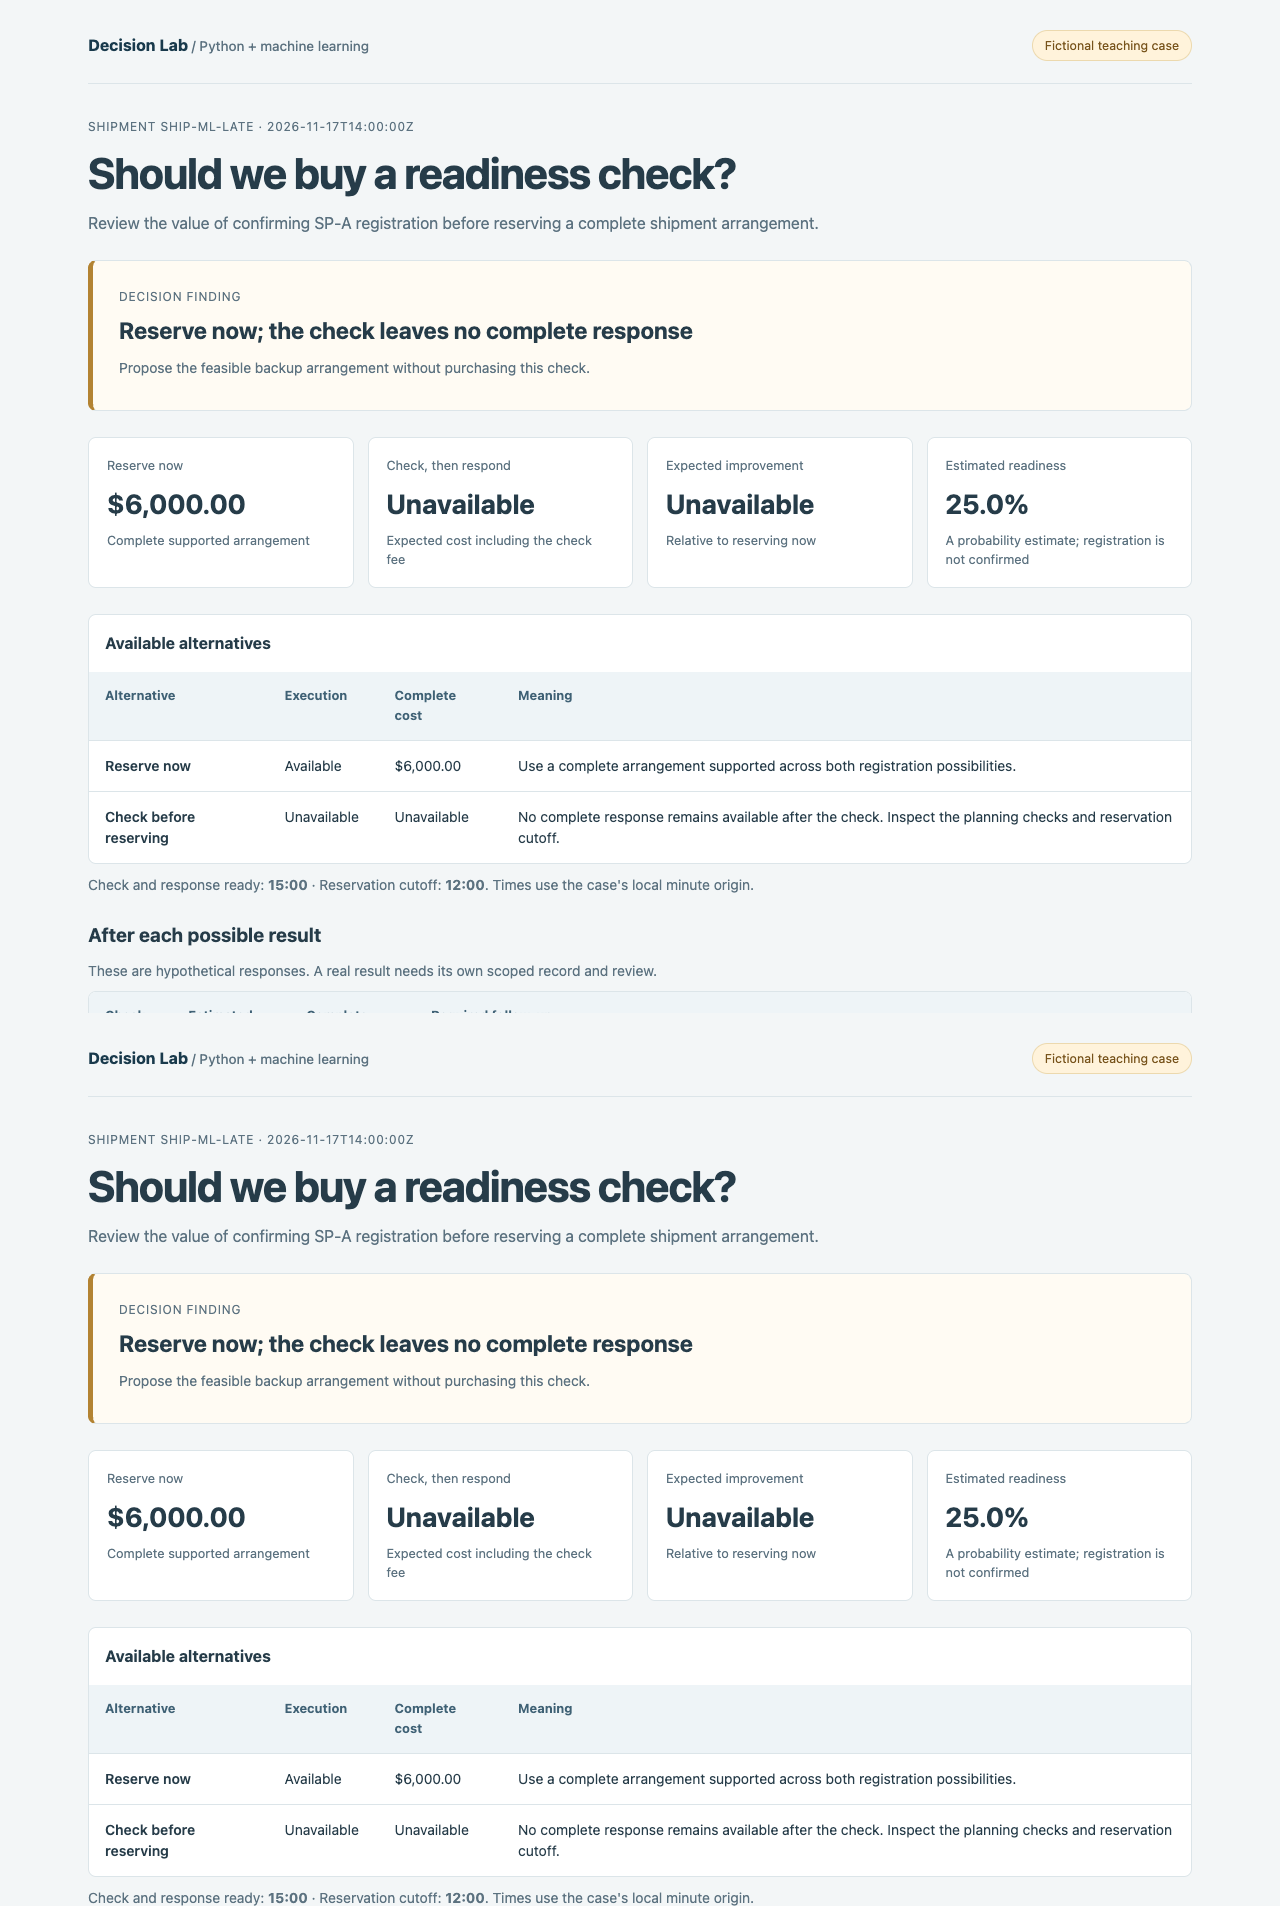 Decision Lab / Python + machine learning
Fictional teaching case
SHIPMENT SHIP-ML-LATE · 2026-11-17T14:00:00Z
Should we buy a readiness check?
Review the value of confirming SP-A registration before reserving a complete shipment arrangement.
DECISION FINDING
Reserve now; the check leaves no complete response
Propose the feasible backup arrangement without purchasing this check.
Reserve now
$6,000.00
Complete supported arrangement
Check, then respond
Unavailable
Expected cost including the check
fee
Expected improvement
Unavailable
Relative to reserving now
Estimated readiness
25.0%
A probability estimate; registration is
not confirmed
Available alternatives
Alternative Execution Complete cost Meaning
Reserve now Available $6,000.00 Use a complete arrangement supported across both registration possibilities.
Check before reserving Unavailable Unavailable No complete response remains available after the check. Inspect the planning checks and reservation
cutoff.
Check and response ready: 15:00 · Reservation cutoff: 12:00. Times use the case's local minute origin.
After each possible result
These are hypothetical responses. A real result needs its own scoped record and review.
Decision Lab / Python + machine learning
Fictional teaching case
SHIPMENT SHIP-ML-LATE · 2026-11-17T14:00:00Z
Should we buy a readiness check?
Review the value of confirming SP-A registration before reserving a complete shipment arrangement.
DECISION FINDING
Reserve now; the check leaves no complete response
Propose the feasible backup arrangement without purchasing this check.
Reserve now
$6,000.00
Complete supported arrangement
Check, then respond
Unavailable
Expected cost including the check
fee
Expected improvement
Unavailable
Relative to reserving now
Estimated readiness
25.0%
A probability estimate; registration is
not confirmed
Available alternatives
Alternative Execution Complete cost Meaning
Reserve now Available $6,000.00 Use a complete arrangement supported across both registration possibilities.
Check before reserving Unavailable Unavailable No complete response remains available after the check. Inspect the planning checks and reservation
cutoff.
Check and response ready: 15:00 · Reservation cutoff: 12:00. Times use the case's local minute origin.